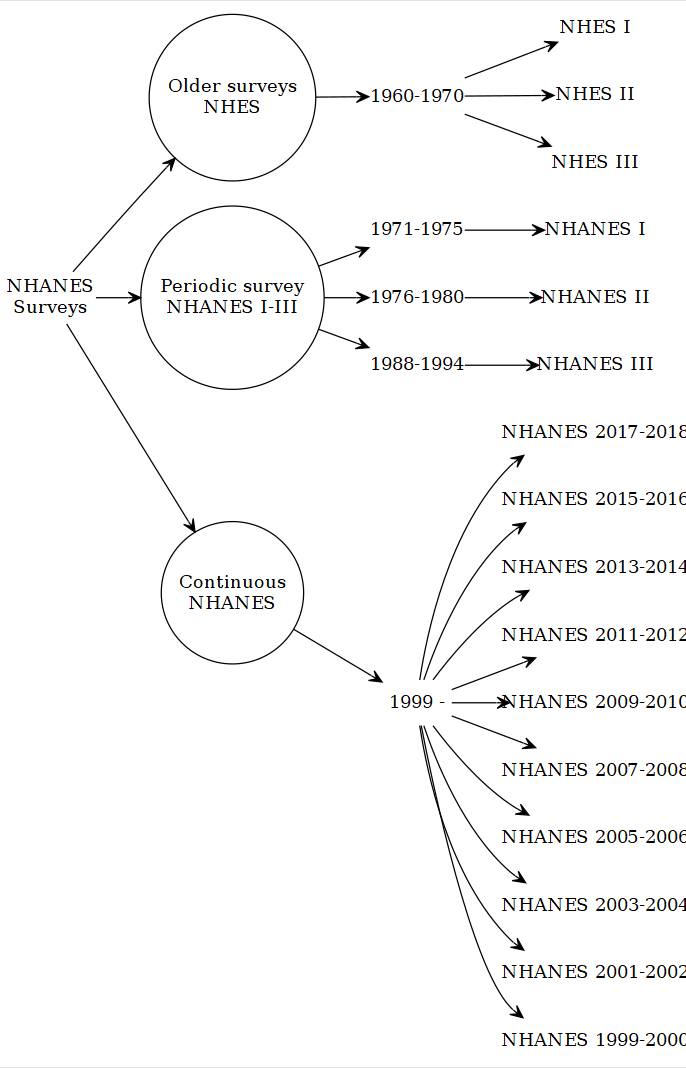 NHANES
Surveys
Older surveys
NHES
1960-1970
NHES I
NHES II
NHES III
Periodic survey
NHANES I-III
1971-1975
NHANES I
1976-1980
NHANES II
1988-1994
NHANES III
Continuous
NHANES
1999 -
NHANES 2017-2018
NHANES 2015-2016
NHANES 2013-2014
NHANES 2011-2012
NHANES 2009-2010
NHANES 2007-2008
NHANES 2005-2006
NHANES 2003-2004
NHANES 2001-2002
NHANES 1999-2000